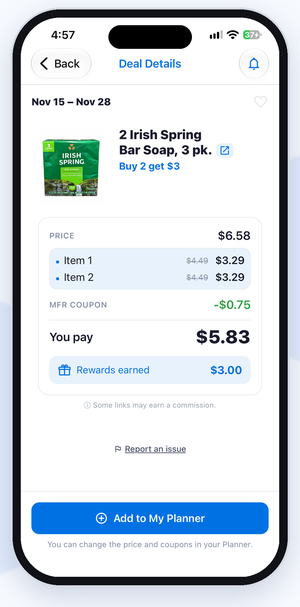 4:57
37
Back
Deal Details
Nov 15 – Nov 28
2 Irish Spring
Bar Soap, 3 pk.
Buy 2 get $3
3
IRISH
SPRING
PRICE
$6.58
• Item 1 $4.49 $3.29
• Item 2 $4.49 $3.29
MFR COUPON
-$0.75
You pay
$5.83
Rewards earned
$3.00
Some links may earn a commission.
Report an issue
Add to My Planner
You can change the price and coupons in your Planner.